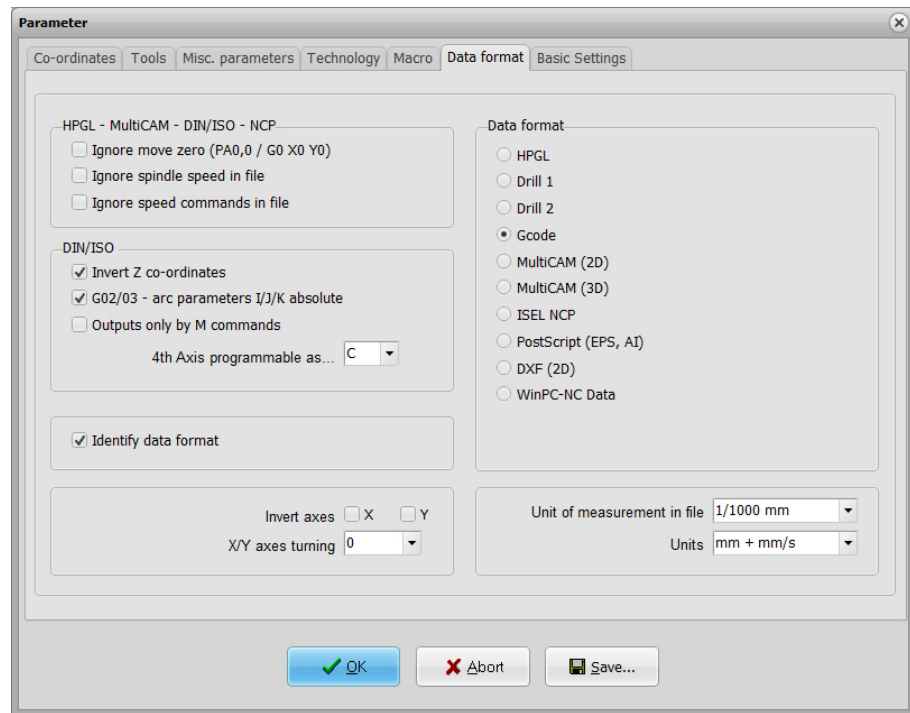 Parameter
Co-ordinates Tools Misc. parameters Technology Macro Data format Basic Settings
HPGL - MultiCAM - DIN/ISO - NCP
Ignore move zero (PA0,0 / G0 X0 Y0)
Ignore spindle speed in file
Ignore speed commands in file
DIN/ISO
Invert Z co-ordinates
G02/03 - arc parameters I/J/K absolute
Outputs only by M commands
4th Axis programmable as... C
Identify data format
Invert axes X Y
X/Y axes turning 0
Data format
HPGL
Drill 1
Drill 2
Gcode
MultiCAM (2D)
MultiCAM (3D)
ISEL NCP
PostScript (EPS, AI)
DXF (2D)
WinPC-NC Data
Unit of measurement in file 1/1000 mm
Units mm + mm/s
OK Abort Save...